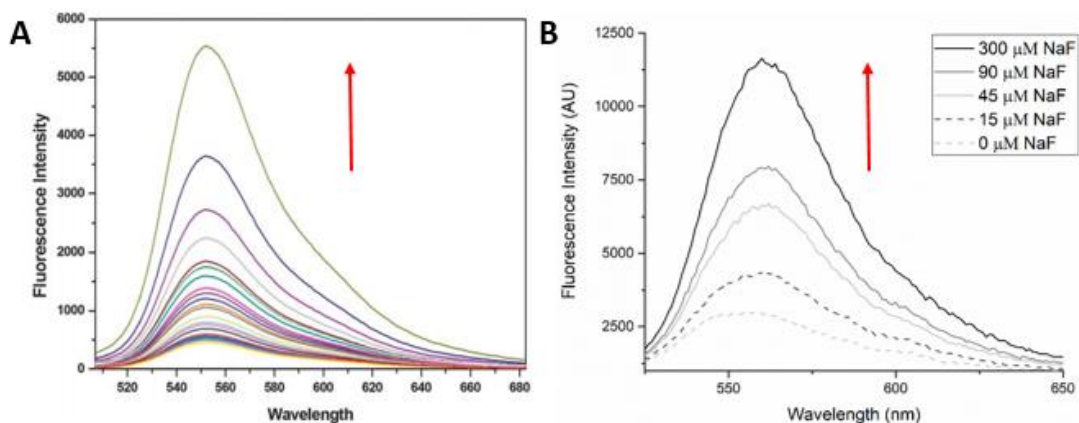 A
Fluorescence Intensity
6000
5000
4000
3000
2000
1000
0
520 540 560 580 600 620 640 660 680
Wavelength
B
Fluorescence Intensity (AU)
12500
10000
7500
5000
2500
550 600 650
Wavelength (nm)
300 μM NaF
90 μM NaF
45 μM NaF
15 μM NaF
0 μM NaF